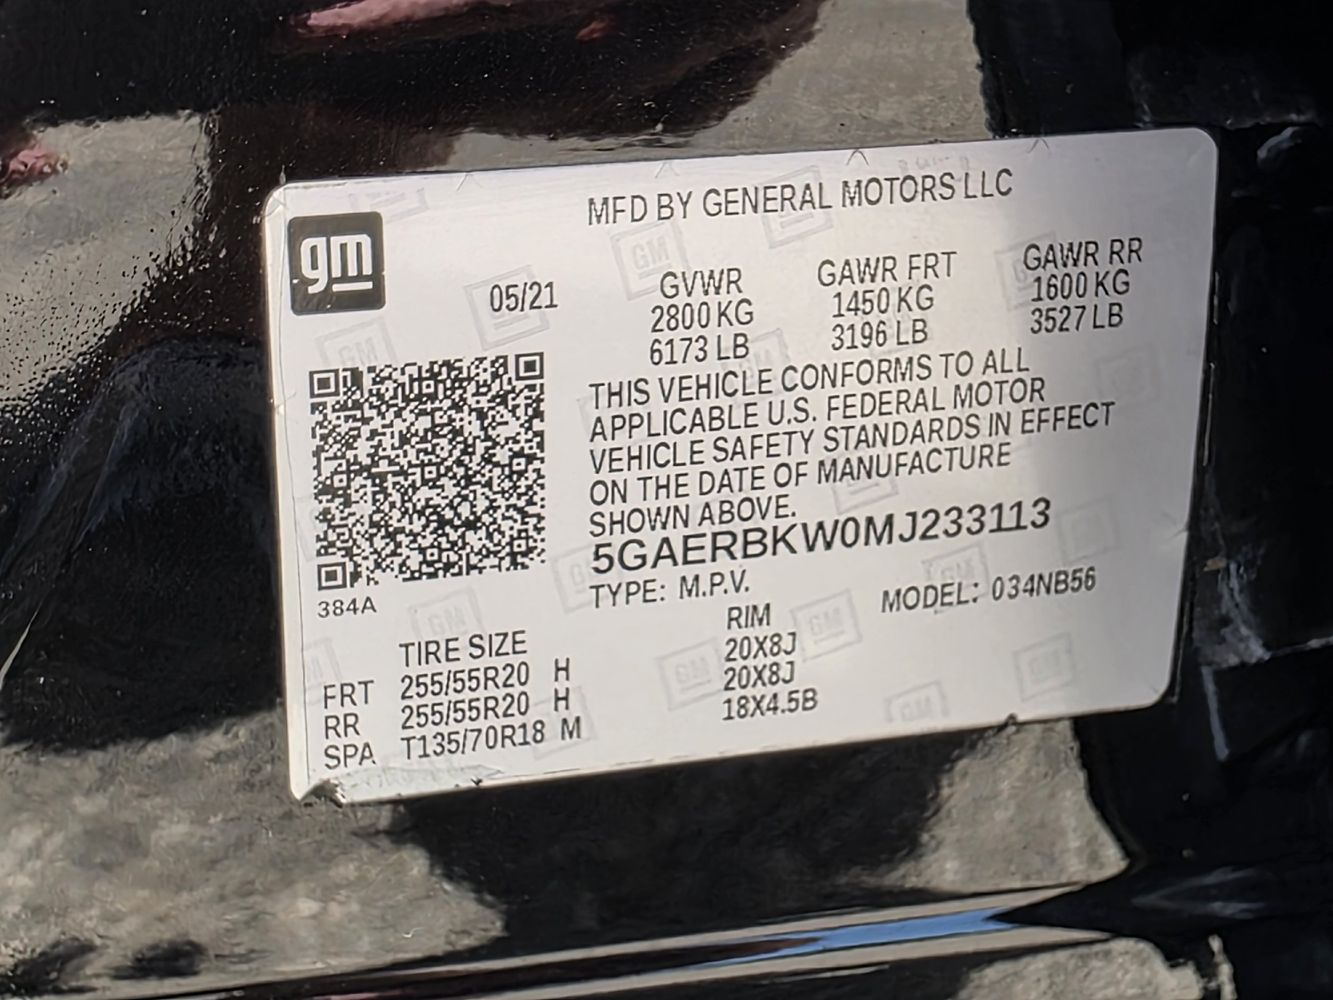 MFD BY GENERAL MOTORS LLC
gm
05/21
GVWR GAWR FRT GAWR RR
2800 KG 1450 KG 1600 KG
6173 LB 3196 LB 3527 LB
THIS VEHICLE CONFORMS TO ALL
APPLICABLE U.S. FEDERAL MOTOR
VEHICLE SAFETY STANDARDS IN EFFECT
ON THE DATE OF MANUFACTURE
SHOWN ABOVE.
5GAERBKW0MJ233113
TYPE: M.P.V. MODEL: 034NB56
384A
TIRE SIZE RIM
FRT 255/55R20 H 20X8J
RR 255/55R20 H 20X8J
SPA T135/70R18 M 18X4.5B